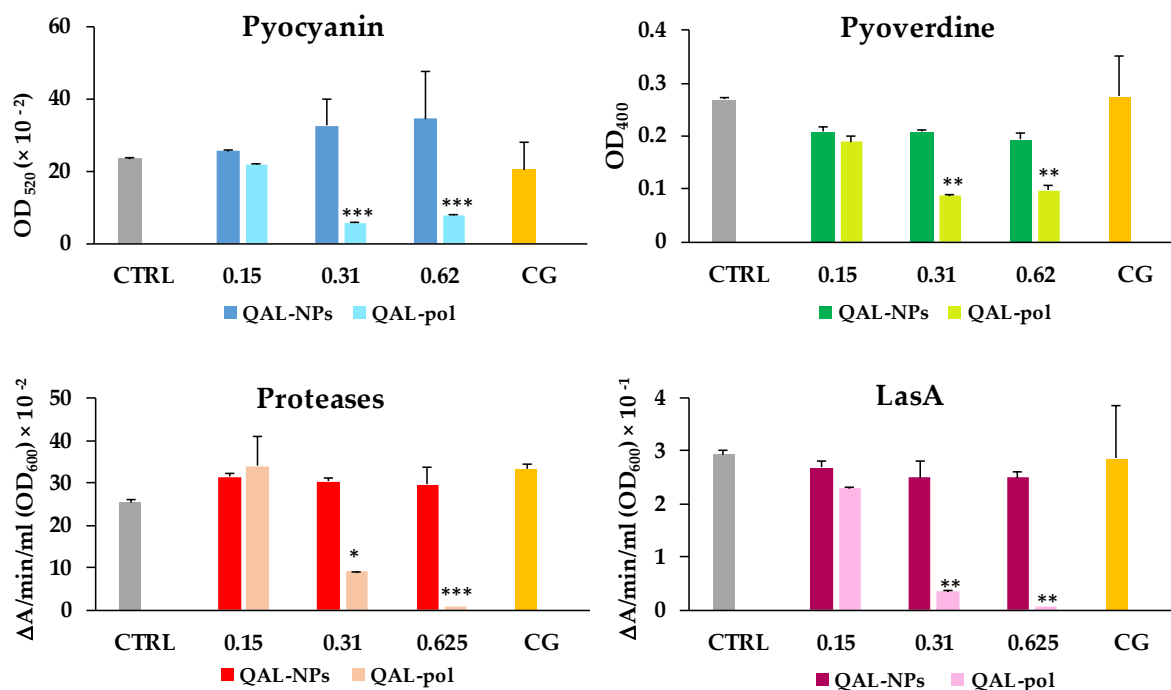 Pyocyanin
OD520 (× 10 -2)
60
40
20
0
*** ***
CTRL 0.15 0.31 0.62 CG
QAL-NPs QAL-pol
Pyoverdine
OD400
0.4
0.3
0.2
0.1
0
** **
CTRL 0.15 0.31 0.62 CG
QAL-NPs QAL-pol
Proteases
ΔA/min/ml (OD600) × 10-2
50
40
30
20
10
0
* ***
CTRL 0.15 0.31 0.625 CG
QAL-NPs QAL-pol
LasA
ΔA/min/ml (OD600) × 10-1
4
3
2
1
0
** **
CTRL 0.15 0.31 0.625 CG
QAL-NPs QAL-pol